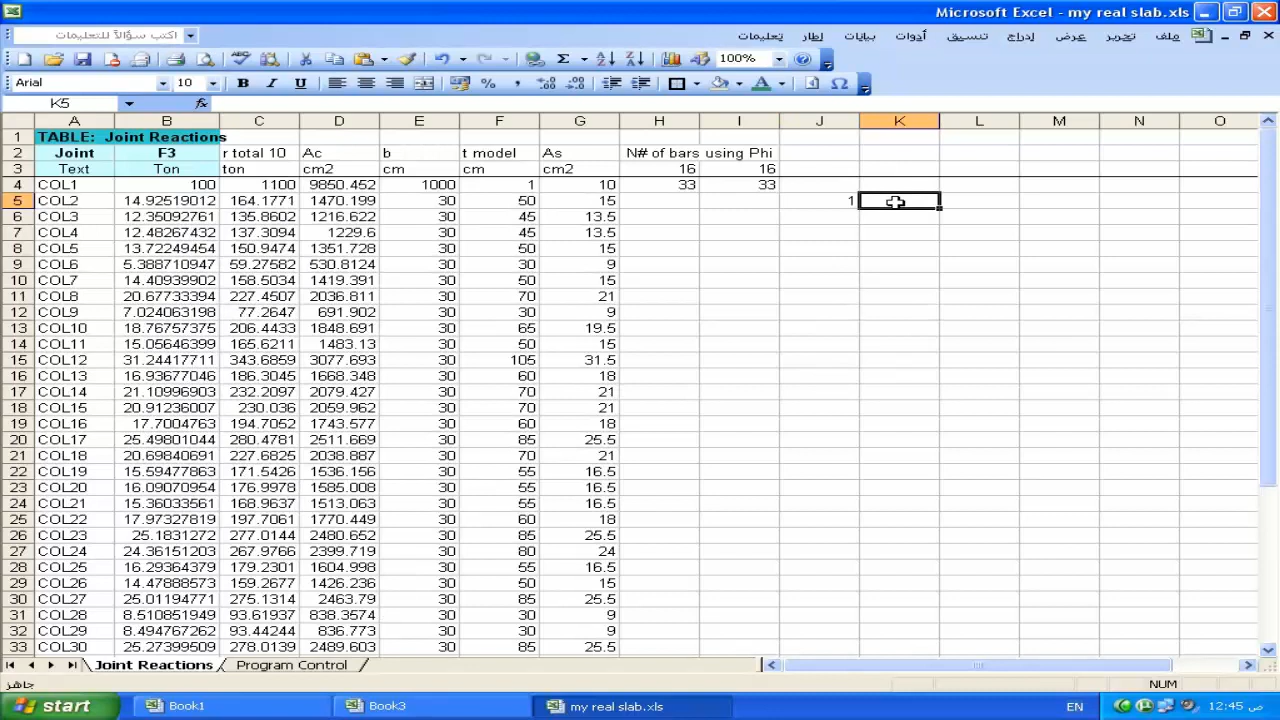 Microsoft Excel - my real slab.xls
اكتب سؤالاً للتعليمات
ملف تحرير عرض إدراج تنسيق أدوات بيانات إطار تعليمات
100%
Arial 10 B I U
K5 fx
A B C D E F G H I J K L M N O
1 TABLE: Joint Reactions
2 Joint F3 r total 10 Ac b t model As N# of bars using Phi
3 Text Ton ton cm2 cm cm cm2 16 16
4 COL1 100 1100 9850.452 1000 1 10 33 33
5 COL2 14.92519012 164.1771 1470.199 30 50 15 1
6 COL3 12.35092761 135.8602 1216.622 30 45 13.5
7 COL4 12.48267432 137.3094 1229.6 30 45 13.5
8 COL5 13.72249454 150.9474 1351.728 30 50 15
9 COL6 5.388710947 59.27582 530.8124 30 30 9
10 COL7 14.40939902 158.5034 1419.391 30 50 15
11 COL8 20.67733394 227.4507 2036.811 30 70 21
12 COL9 7.024063198 77.2647 691.902 30 30 9
13 COL10 18.76757375 206.4433 1848.691 30 65 19.5
14 COL11 15.05646399 165.6211 1483.13 30 50 15
15 COL12 31.24417711 343.6859 3077.693 30 105 31.5
16 COL13 16.93677046 186.3045 1668.348 30 60 18
17 COL14 21.10996903 232.2097 2079.427 30 70 21
18 COL15 20.91236007 230.036 2059.962 30 70 21
19 COL16 17.7004763 194.7052 1743.577 30 60 18
20 COL17 25.49801044 280.4781 2511.669 30 85 25.5
21 COL18 20.69840691 227.6825 2038.887 30 70 21
22 COL19 15.59477863 171.5426 1536.156 30 55 16.5
23 COL20 16.09070954 176.9978 1585.008 30 55 16.5
24 COL21 15.36033561 168.9637 1513.063 30 55 16.5
25 COL22 17.97327819 197.7061 1770.449 30 60 18
26 COL23 25.1831272 277.0144 2480.652 30 85 25.5
27 COL24 24.36151203 267.9766 2399.719 30 80 24
28 COL25 16.29364379 179.2301 1604.998 30 55 16.5
29 COL26 14.47888573 159.2677 1426.236 30 50 15
30 COL27 25.01194771 275.1314 2463.79 30 85 25.5
31 COL28 8.510851949 93.61937 838.3574 30 30 9
32 COL29 8.494767262 93.44244 836.773 30 30 9
33 COL30 25.27399509 278.0139 2489.603 30 85 25.5
Joint Reactions Program Control
جاهز NUM
start Book1 Book3 my real slab.xls EN 12:45 ص